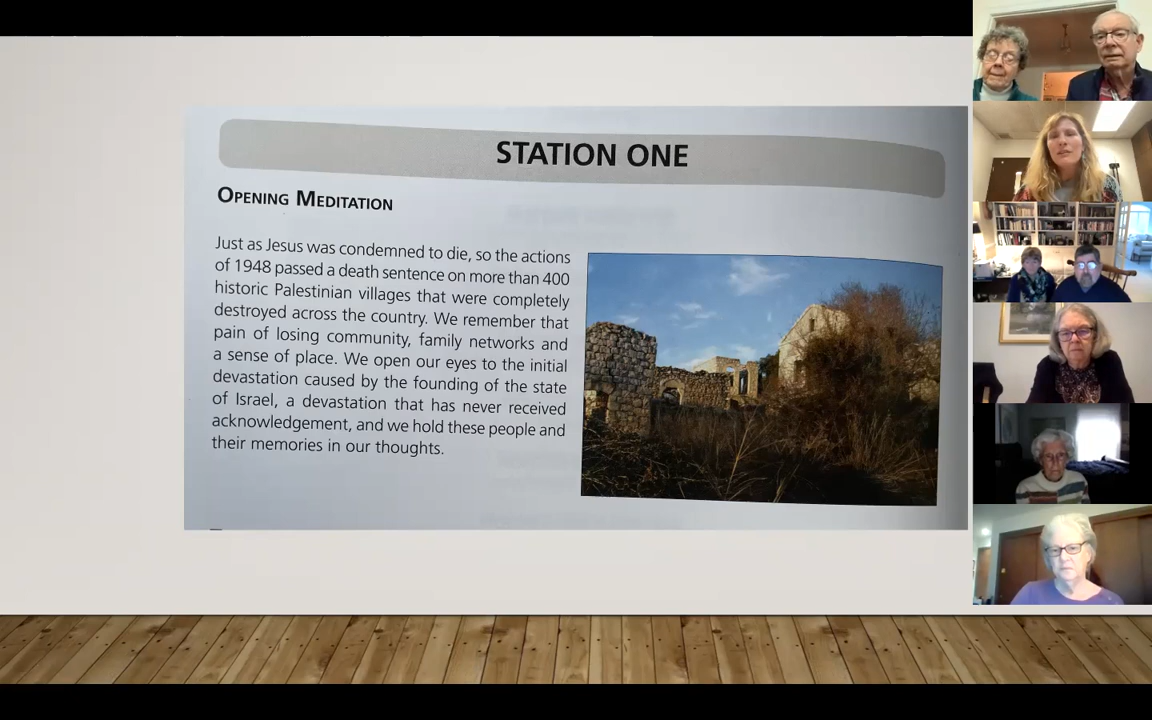 STATION ONE
OPENING MEDITATION
Just as Jesus was condemned to die, so the actions
of 1948 passed a death sentence on more than 400
historic Palestinian villages that were completely
destroyed across the country. We remember that
pain of losing community, family networks and
a sense of place. We open our eyes to the initial
devastation caused by the founding of the state
of Israel, a devastation that has never received
acknowledgement, and we hold these people and
their memories in our thoughts.